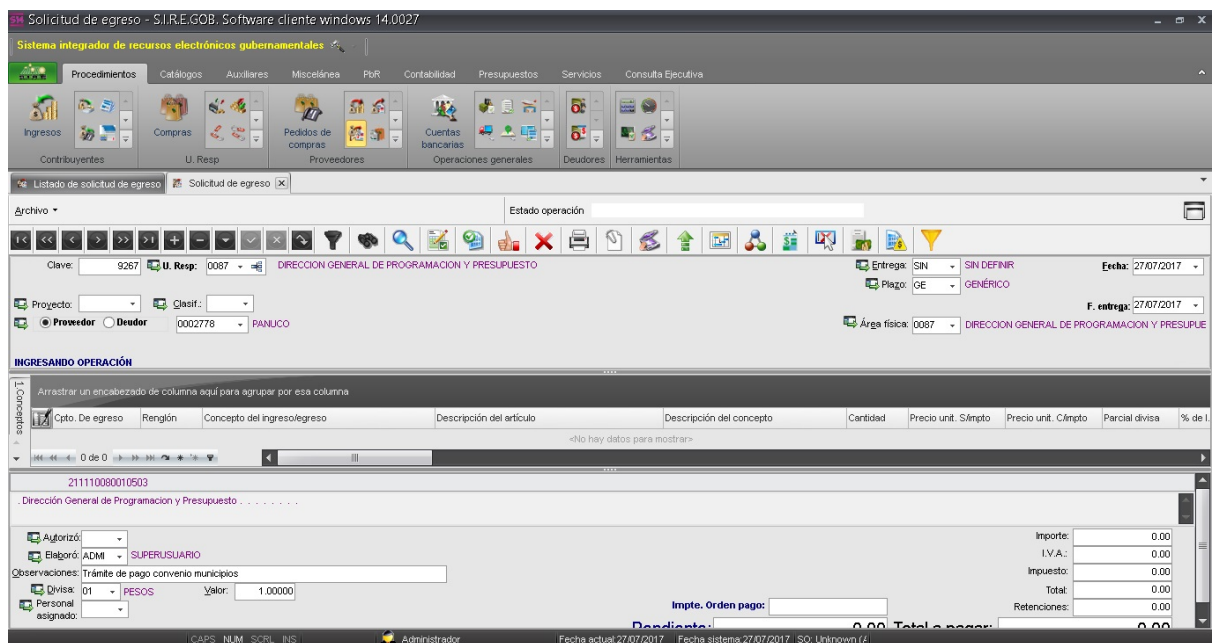 Solicitud de egreso - S.I.R.E.GOB. Software cliente windows 14.0027
Sistema integrador de recursos electrónicos gubernamentales
Procedimientos Catálogos Auxiliares Miscelánea PbR Contabilidad Presupuestos Servicios Consulta Ejecutiva
Ingresos Compras Pedidos de compras Cuentas bancarias
Contribuyentes U. Resp Proveedores Operaciones generales Deudores Herramientas
Listado de solicitud de egreso Solicitud de egreso
Archivo Estado operación
Clave: 9267 U. Resp: 0087 DIRECCION GENERAL DE PROGRAMACION Y PRESUPUESTO Entrega: SIN SIN DEFINIR Fecha: 27/07/2017
Plazo: GE GENÉRICO
Proyecto: Clasif.: F. entrega: 27/07/2017
Proveedor Deudor 0002778 PANUCO Área física: 0087 DIRECCION GENERAL DE PROGRAMACION Y PRESUPUE
INGRESANDO OPERACIÓN
1.Conceptos
Arrastrar un encabezado de columna aquí para agrupar por esa columna
Cpto. De egreso Renglón Concepto del ingreso/egreso Descripción del artículo Descripción del concepto Cantidad Precio unit. S/Impto Precio unit. C/Impto Parcial divisa % de I.
<No hay datos para mostrar>
0 de 0
211110080010503
. Dirección General de Programacion y Presupuesto . . . . . . . .
Autorizó: Importe: 0.00
Elaboró: ADMI SUPERUSUARIO I.V.A.: 0.00
Observaciones: Trámite de pago convenio municipios Impuesto: 0.00
Divisa: 01 PESOS Valor: 1.00000 Total: 0.00
Personal asignado: Impte. Orden pago: Retenciones: 0.00
Pendiente: 0.00 Total a pagar: 0.00
CAPS NUM SCRL INS Administrador Fecha actual:27/07/2017 Fecha sistema:27/07/2017 SO: Unknown (/